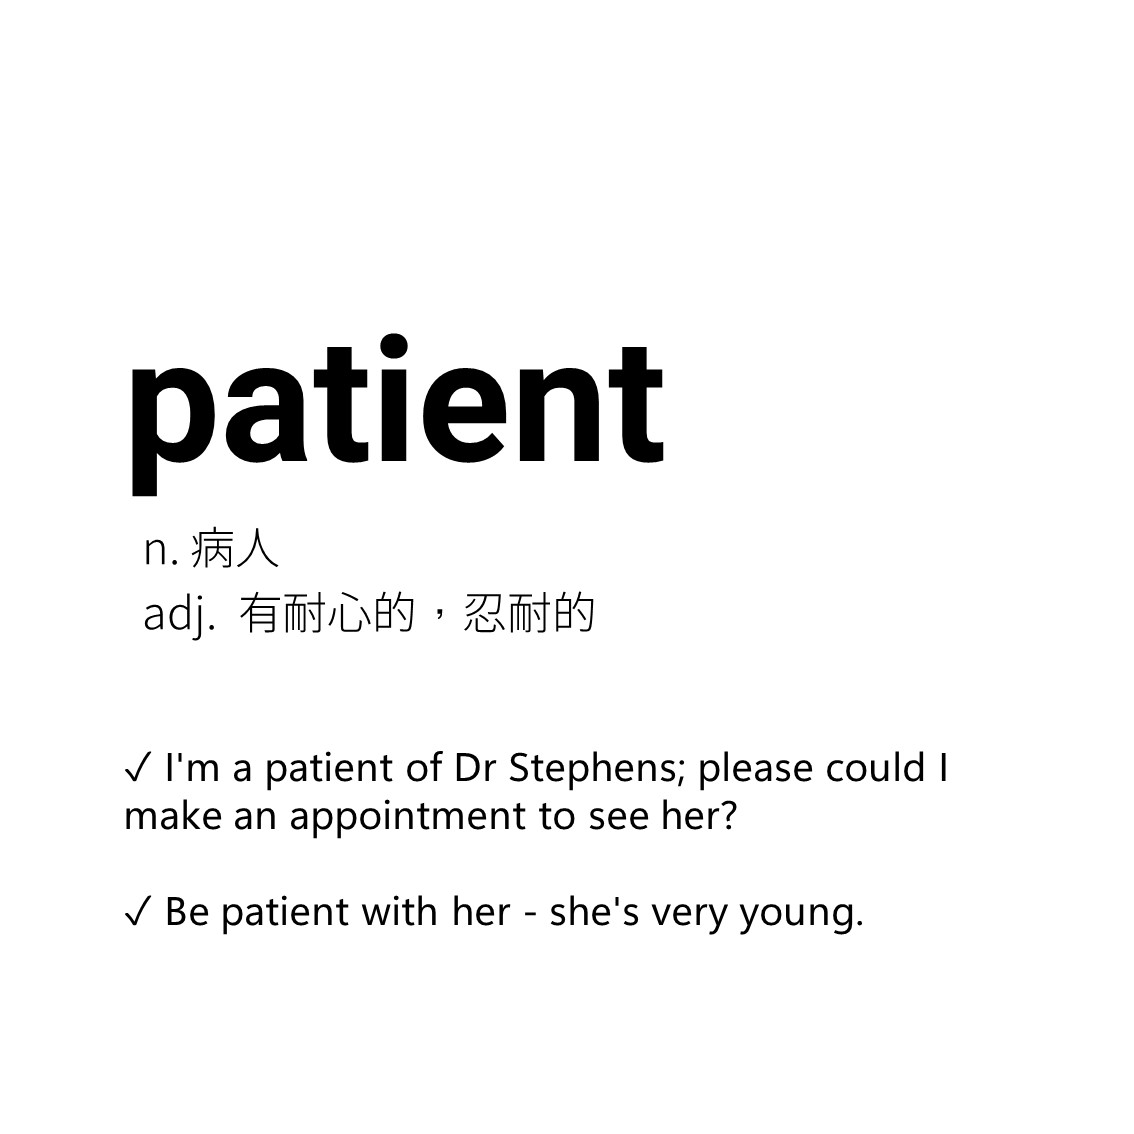 patient
n. 病人
adj. 有耐心的，忍耐的
✓ I'm a patient of Dr Stephens; please could I
make an appointment to see her?
✓ Be patient with her - she's very young.